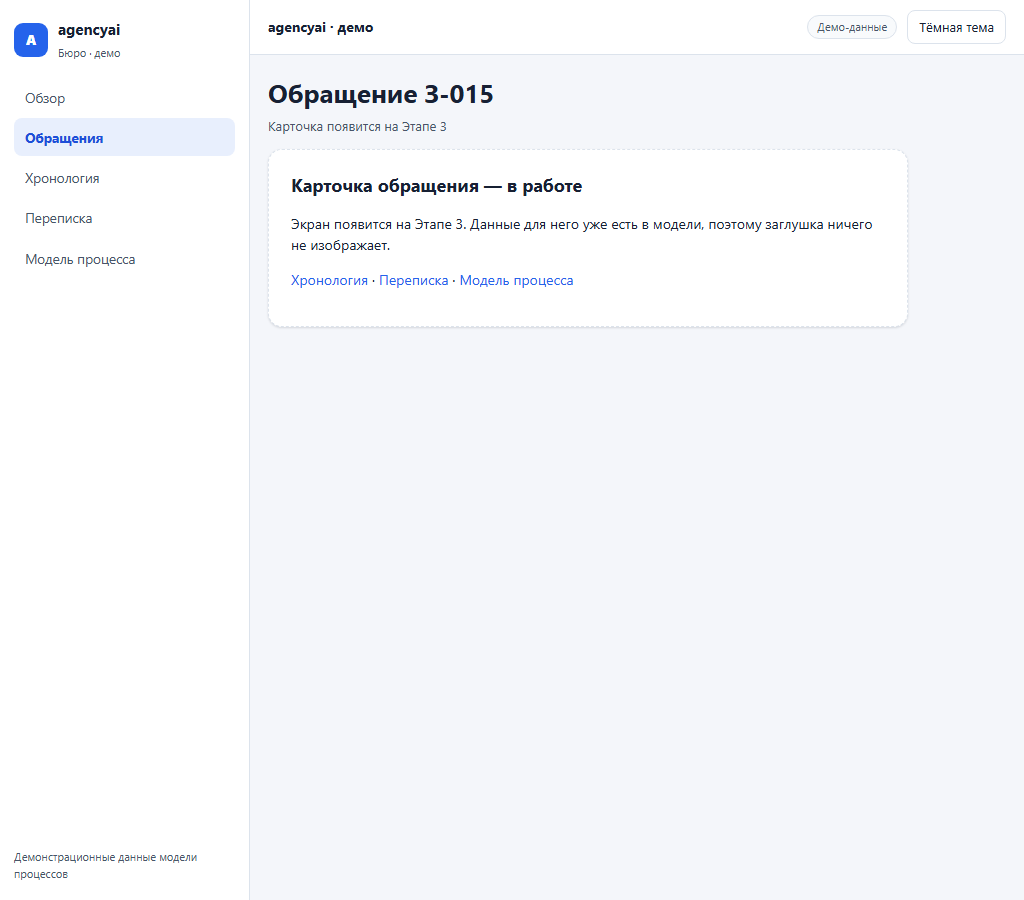 A
agencyai
Бюро · демо
Обзор
Обращения
Хронология
Переписка
Модель процесса
Демонстрационные данные модели
процессов
agencyai · демо
Демо-данные
Тёмная тема
Обращение 3-015
Карточка появится на Этапе 3
Карточка обращения — в работе
Экран появится на Этапе 3. Данные для него уже есть в модели, поэтому заглушка ничего
не изображает.
Хронология · Переписка · Модель процесса